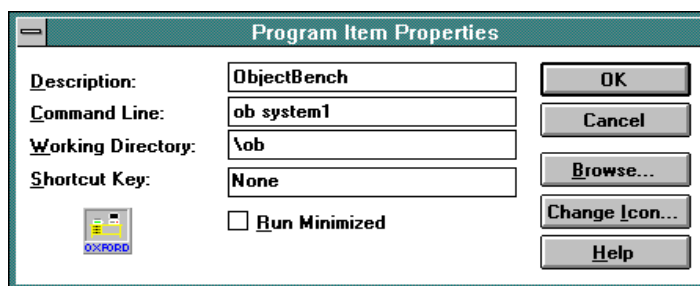 Program Item Properties
Description: ObjectBench
Command Line: ob system1
Working Directory: \ob
Shortcut Key: None
Run Minimized
OXFORD
OK
Cancel
Browse...
Change Icon...
Help